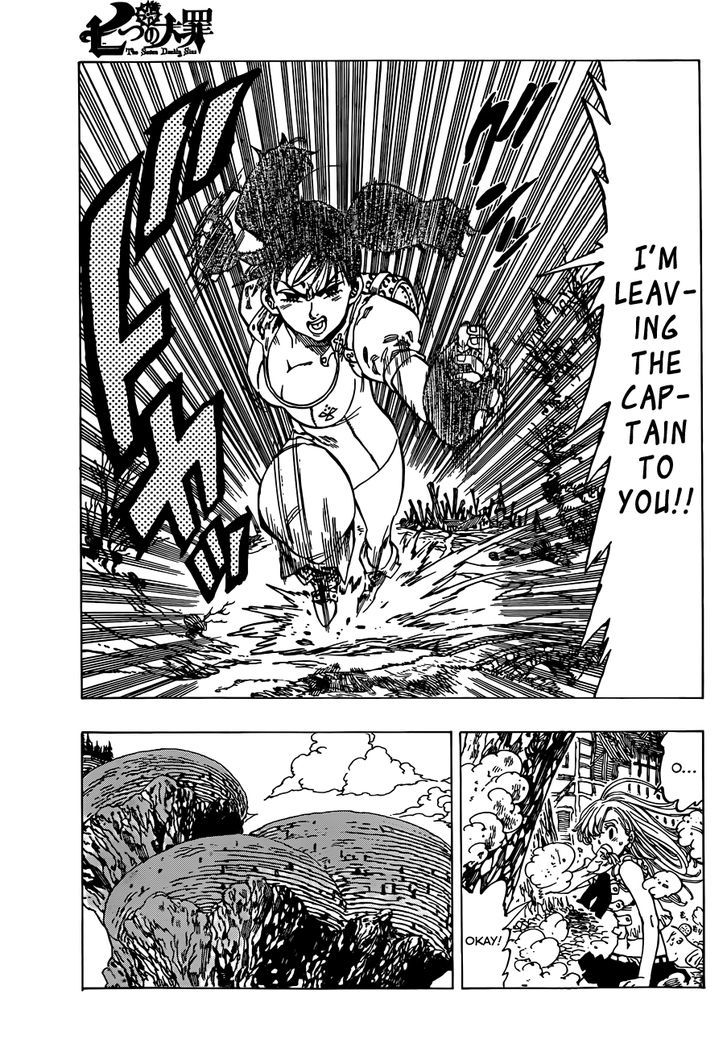 七つの大罪
The Seven Deadly Sins
I'M
LEAV-
ING
THE
CAP-
TAIN
TO
YOU!!
O...
OKAY!